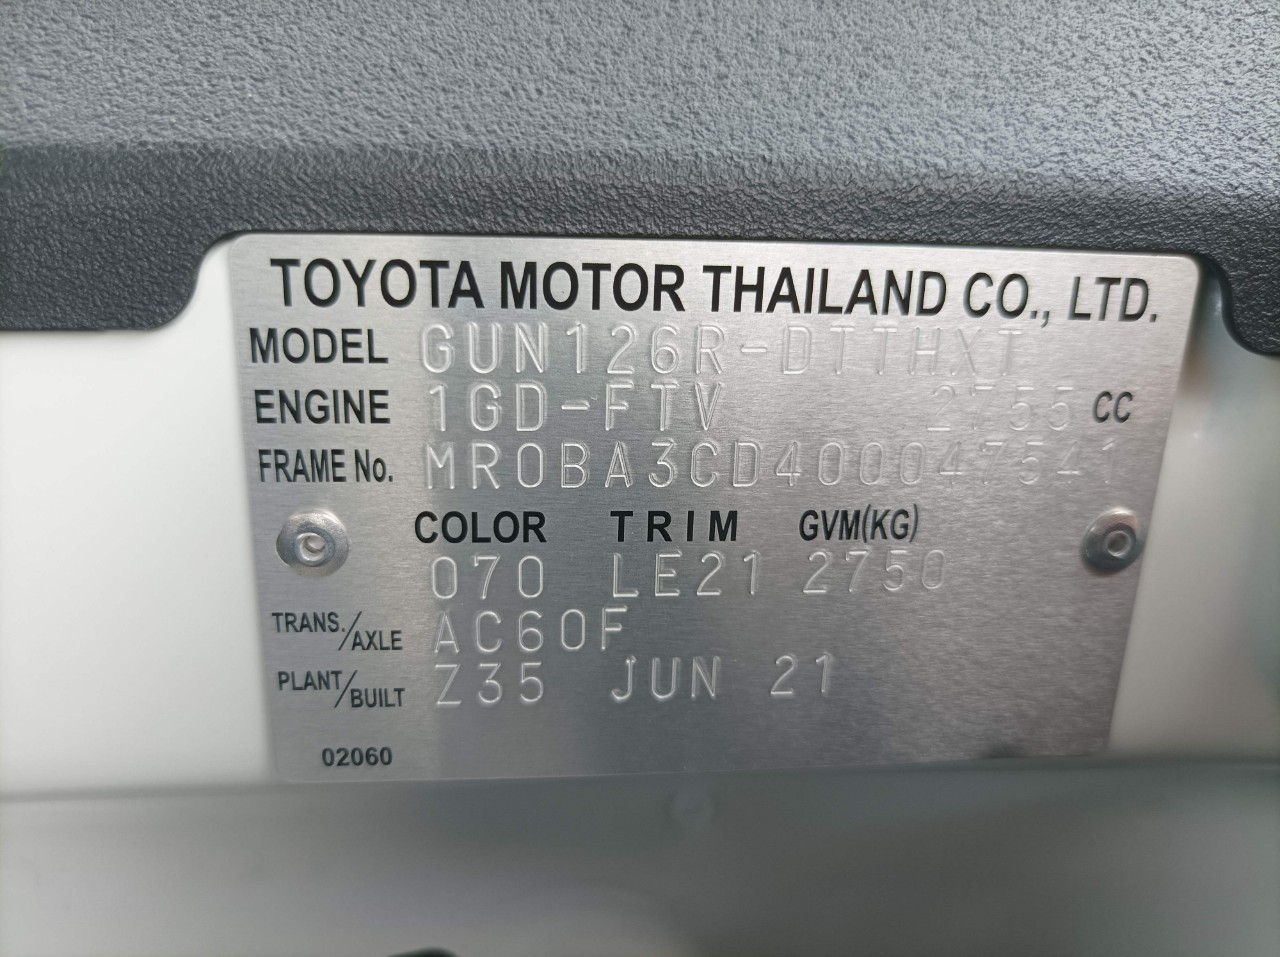 TOYOTA MOTOR THAILAND CO., LTD.
MODEL GUN126R-DTTHXT
ENGINE 1GD-FTV 2755 CC
FRAME No. MR0BA3CD400047541
COLOR TRIM GVM(KG)
070 LE21 2750
TRANS./AXLE AC60F
PLANT/BUILT Z35 JUN 21
02060